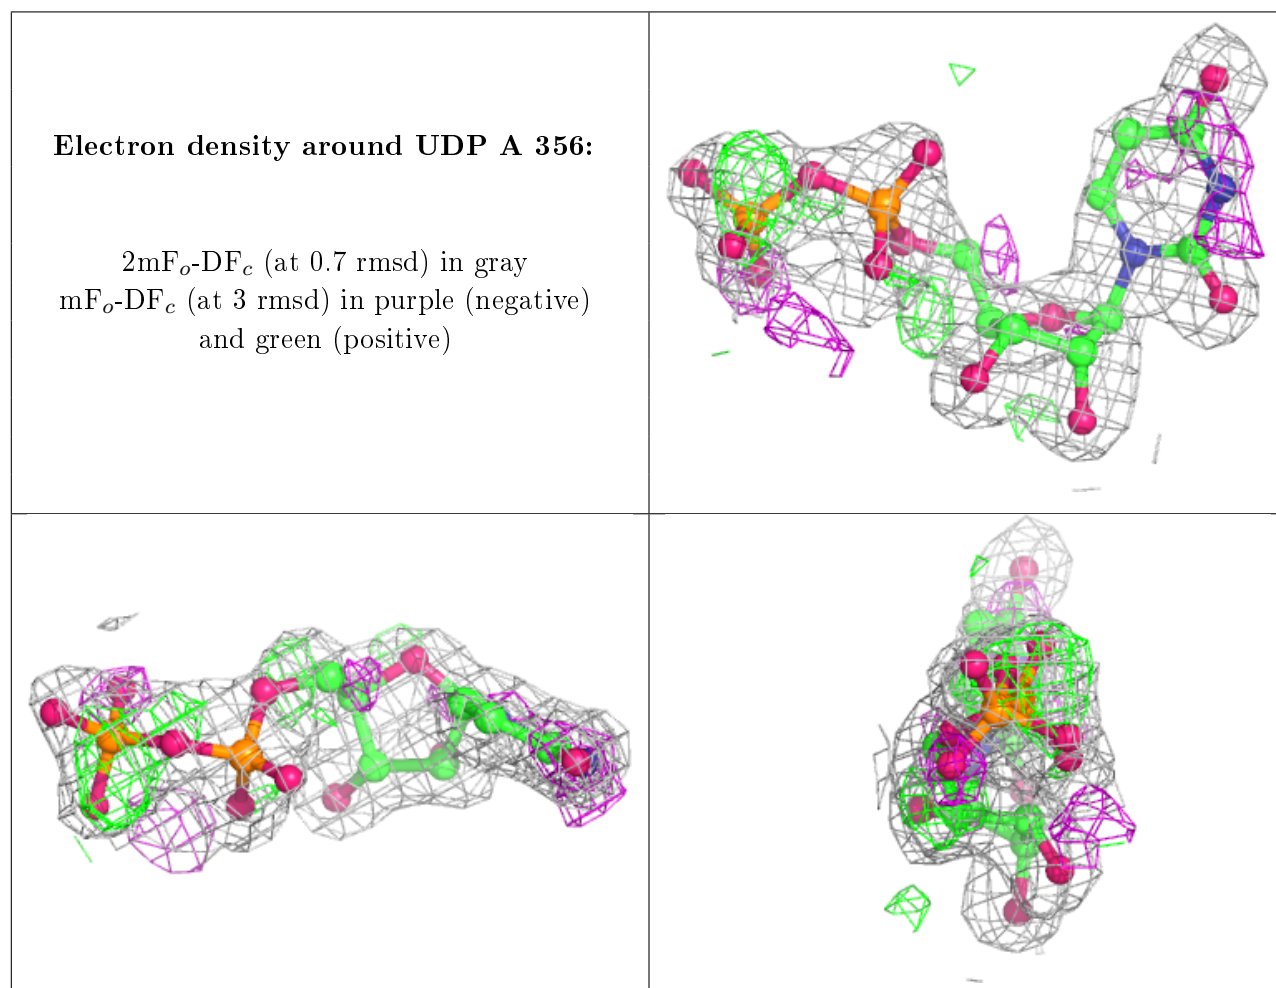 Electron density around UDP A 356:
2mFo-DFc (at 0.7 rmsd) in gray
mFo-DFc (at 3 rmsd) in purple (negative)
and green (positive)